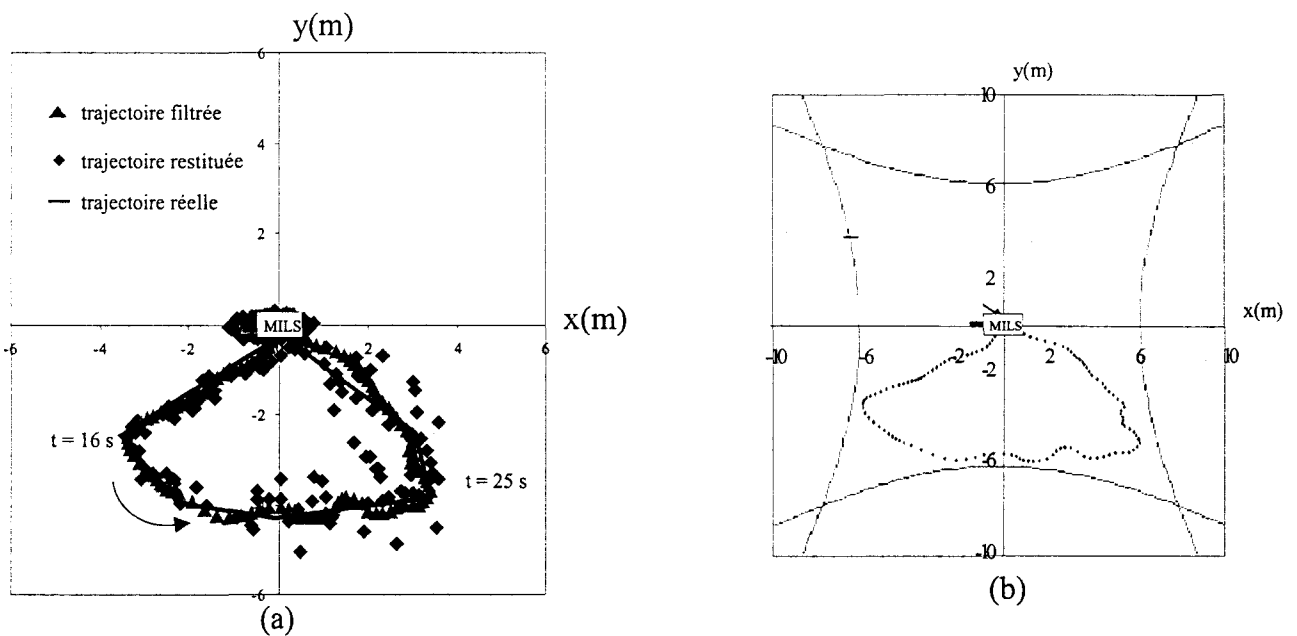 y(m)
6
trajectoire filtrée
4
trajectoire restituée
trajectoire réelle
2
MILS
x(m)
-6
-4
-2
2
4
6
-2
t = 16 s
t = 25 s
-6
(a)
y(m)
10
6
2
x(m)
MILS
-10
-6
-2
2
6
10
-2
-6
-10
(b)